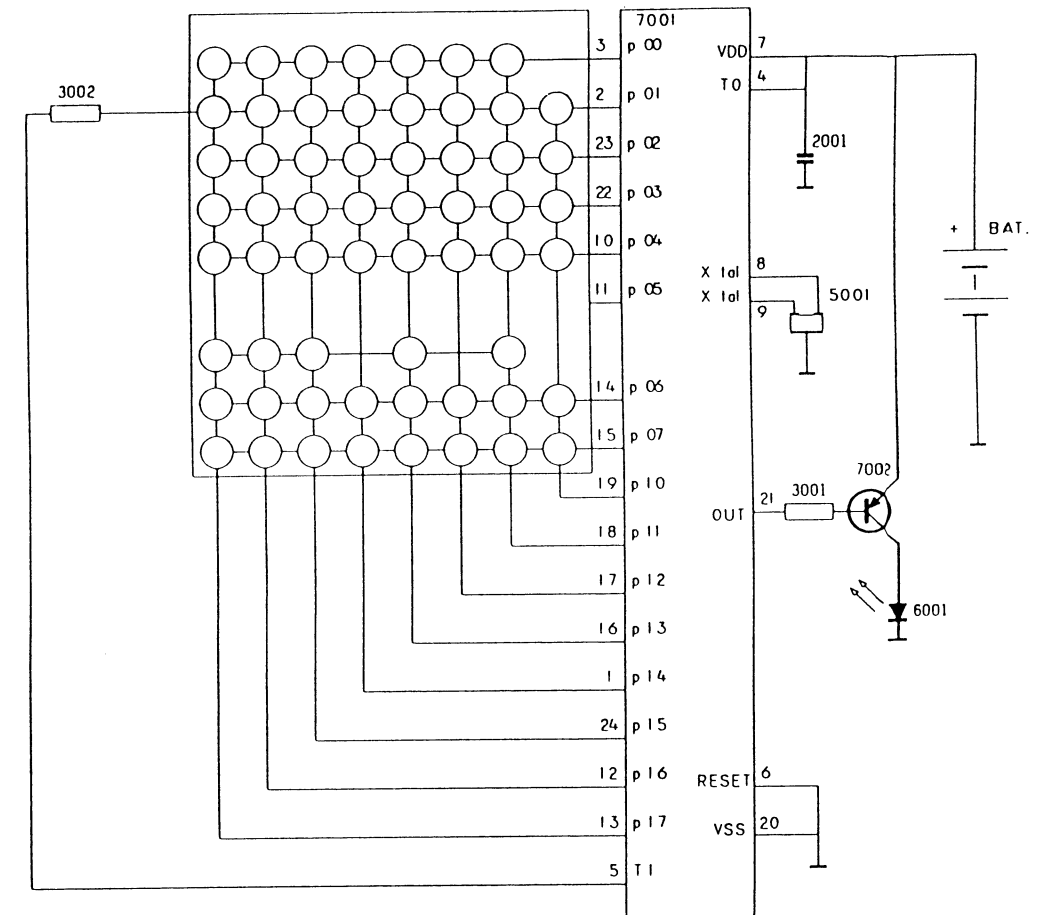 7001
3 p 00
2 p 01
23 p 02
22 p 03
10 p 04
11 p 05
14 p 06
15 p 07
19 p 10
18 p 11
17 p 12
16 p 13
1 p 14
24 p 15
12 p 16
13 p 17
5 T1
3002
VDD 7
T0 4
2001
+ BAT.
X tal 8
X tal 9
5001
7002
OUT 21 3001
6001
RESET 6
VSS 20